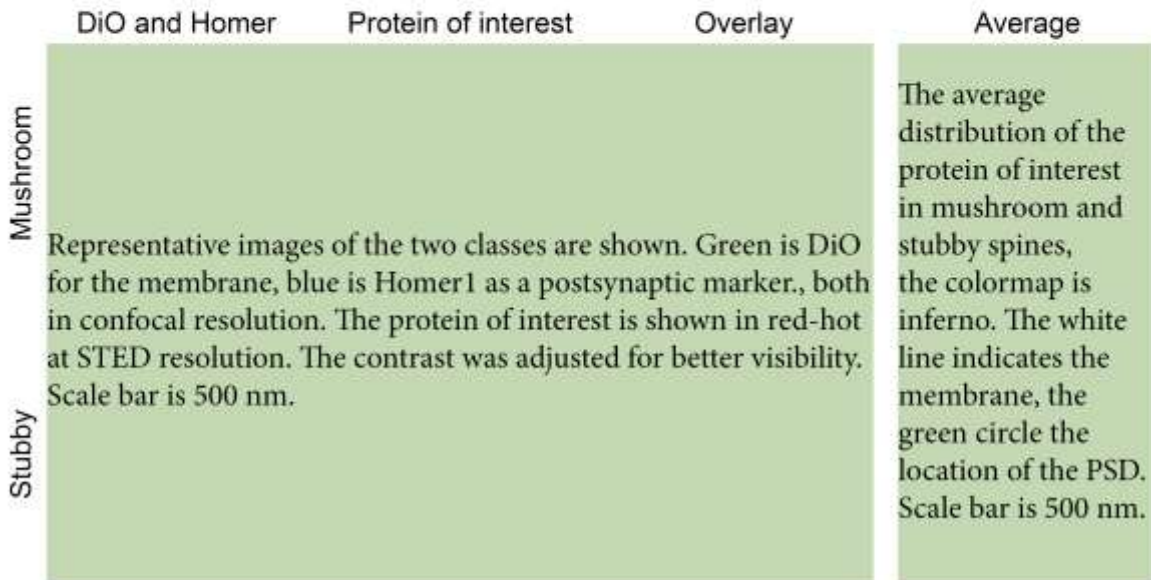 DiO and Homer
Protein of interest
Overlay
Average
Mushroom
Stubby
Representative images of the two classes are shown. Green is DiO
for the membrane, blue is Homer1 as a postsynaptic marker., both
in confocal resolution. The protein of interest is shown in red-hot
at STED resolution. The contrast was adjusted for better visibility.
Scale bar is 500 nm.
The average
distribution of the
protein of interest
in mushroom and
stubby spines,
the colormap is
inferno. The white
line indicates the
membrane, the
green circle the
location of the PSD.
Scale bar is 500 nm.